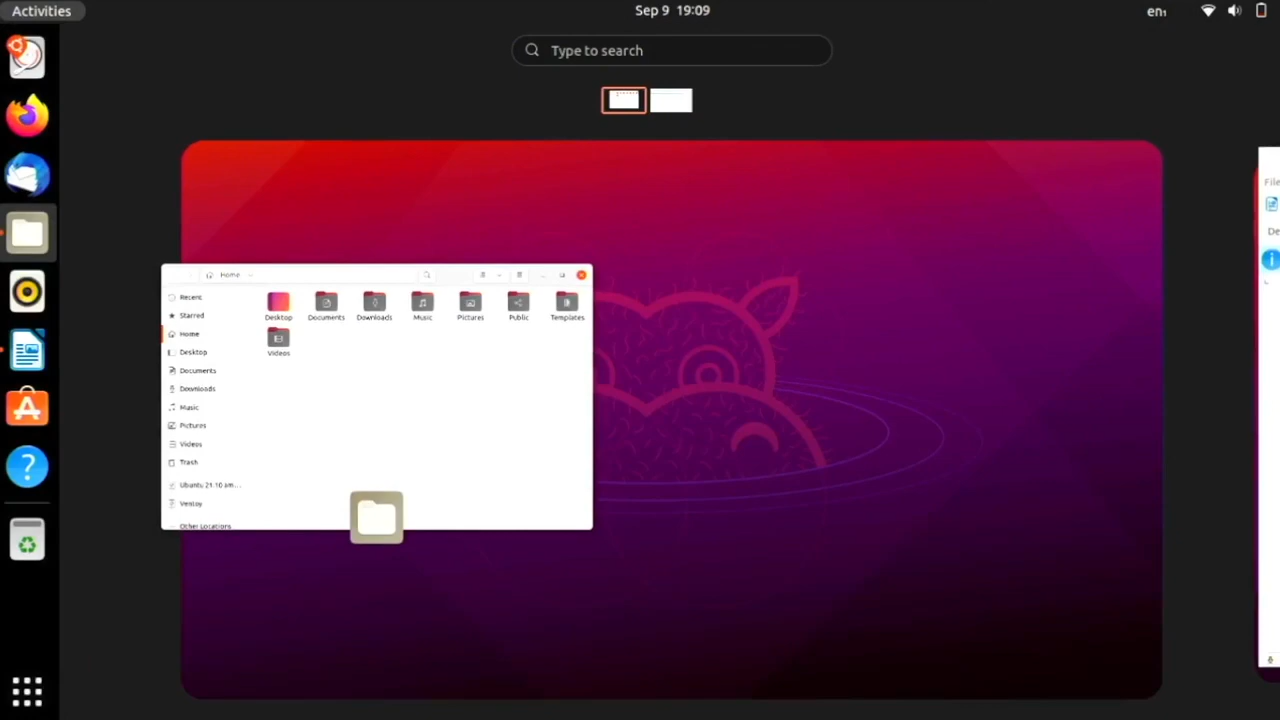 Activities
Sep 9 19:09
en₁
Type to search
Home
Recent
Starred
Home
Desktop
Documents
Downloads
Music
Pictures
Videos
Trash
Ubuntu 21.10 am...
Ventoy
Other Locations
Desktop
Documents
Downloads
Music
Pictures
Public
Templates
Videos
File
De